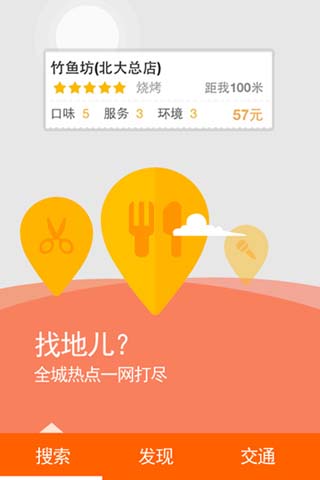 竹鱼坊(北大总店)
烧烤 距我100米
口味 5 服务 3 环境 3 57元
找地儿?
全城热点一网打尽
搜索 发现 交通